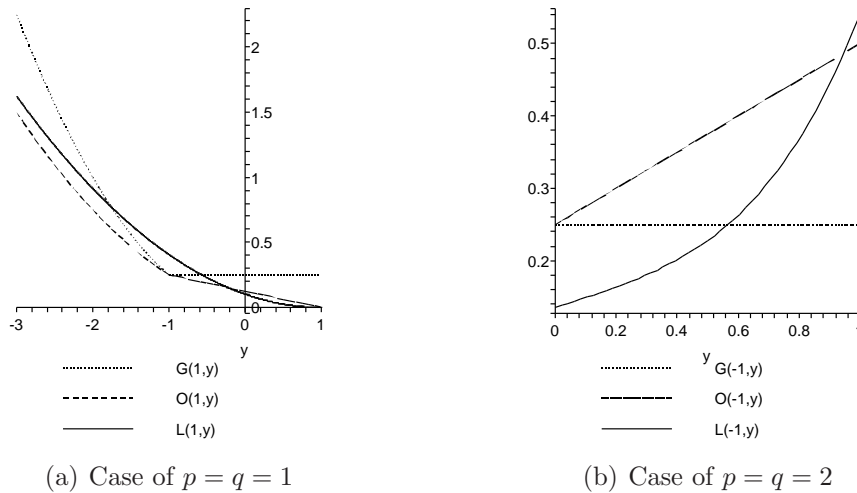 2
1.5
1
0.5
0
-3 -2 -1 0 1
y
G(1,y)
O(1,y)
L(1,y)
(a) Case of p = q = 1
0.5
0.4
0.3
0.2
0 0.2 0.4 0.6 0.8 1
y
G(-1,y)
O(-1,y)
L(-1,y)
(b) Case of p = q = 2